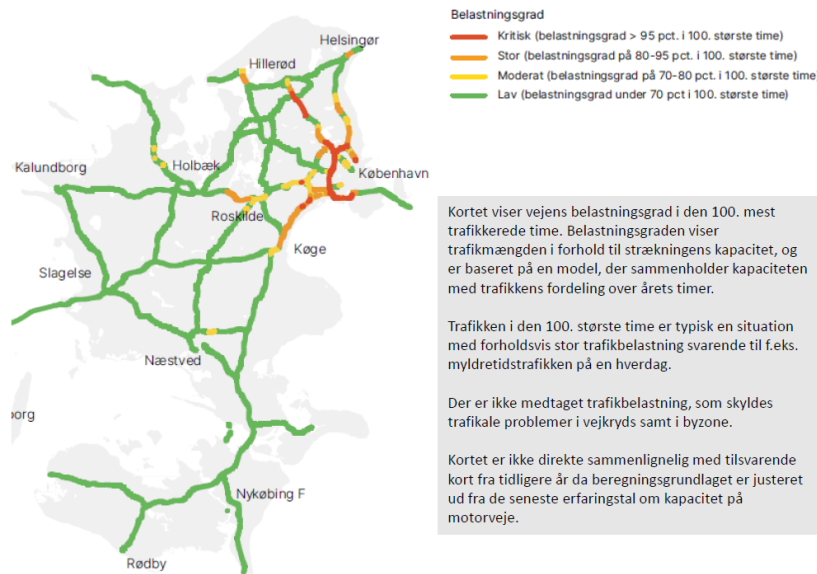 Belastningsgrad
Kritisk (belastningsgrad > 95 pct. i 100. største time)
Stor (belastningsgrad på 80-95 pct. i 100. største time)
Moderat (belastningsgrad på 70-80 pct. i 100. største time)
Lav (belastningsgrad under 70 pct i 100. største time)
Helsingør
Hillerød
Kalundborg
Holbæk
København
Roskilde
Køge
Slagelse
Næstved
org
Nykøbing F
Rødby
Kortet viser vejens belastningsgrad i den 100. mest
trafikkerede time. Belastningsgraden viser
trafikmængden i forhold til strækningens kapacitet, og
er baseret på en model, der sammenholder kapaciteten
med trafikkens fordeling over årets timer.
Trafikken i den 100. største time er typisk en situation
med forholdsvis stor trafikbelastning svarende til f.eks.
myldretidstrafikken på en hverdag.
Der er ikke medtaget trafikbelastning, som skyldes
trafikale problemer i vejkryds samt i byzone.
Kortet er ikke direkte sammenlignelig med tilsvarende
kort fra tidligere år da beregningsgrundlaget er justeret
ud fra de seneste erfaringstal om kapacitet på
motorveje.